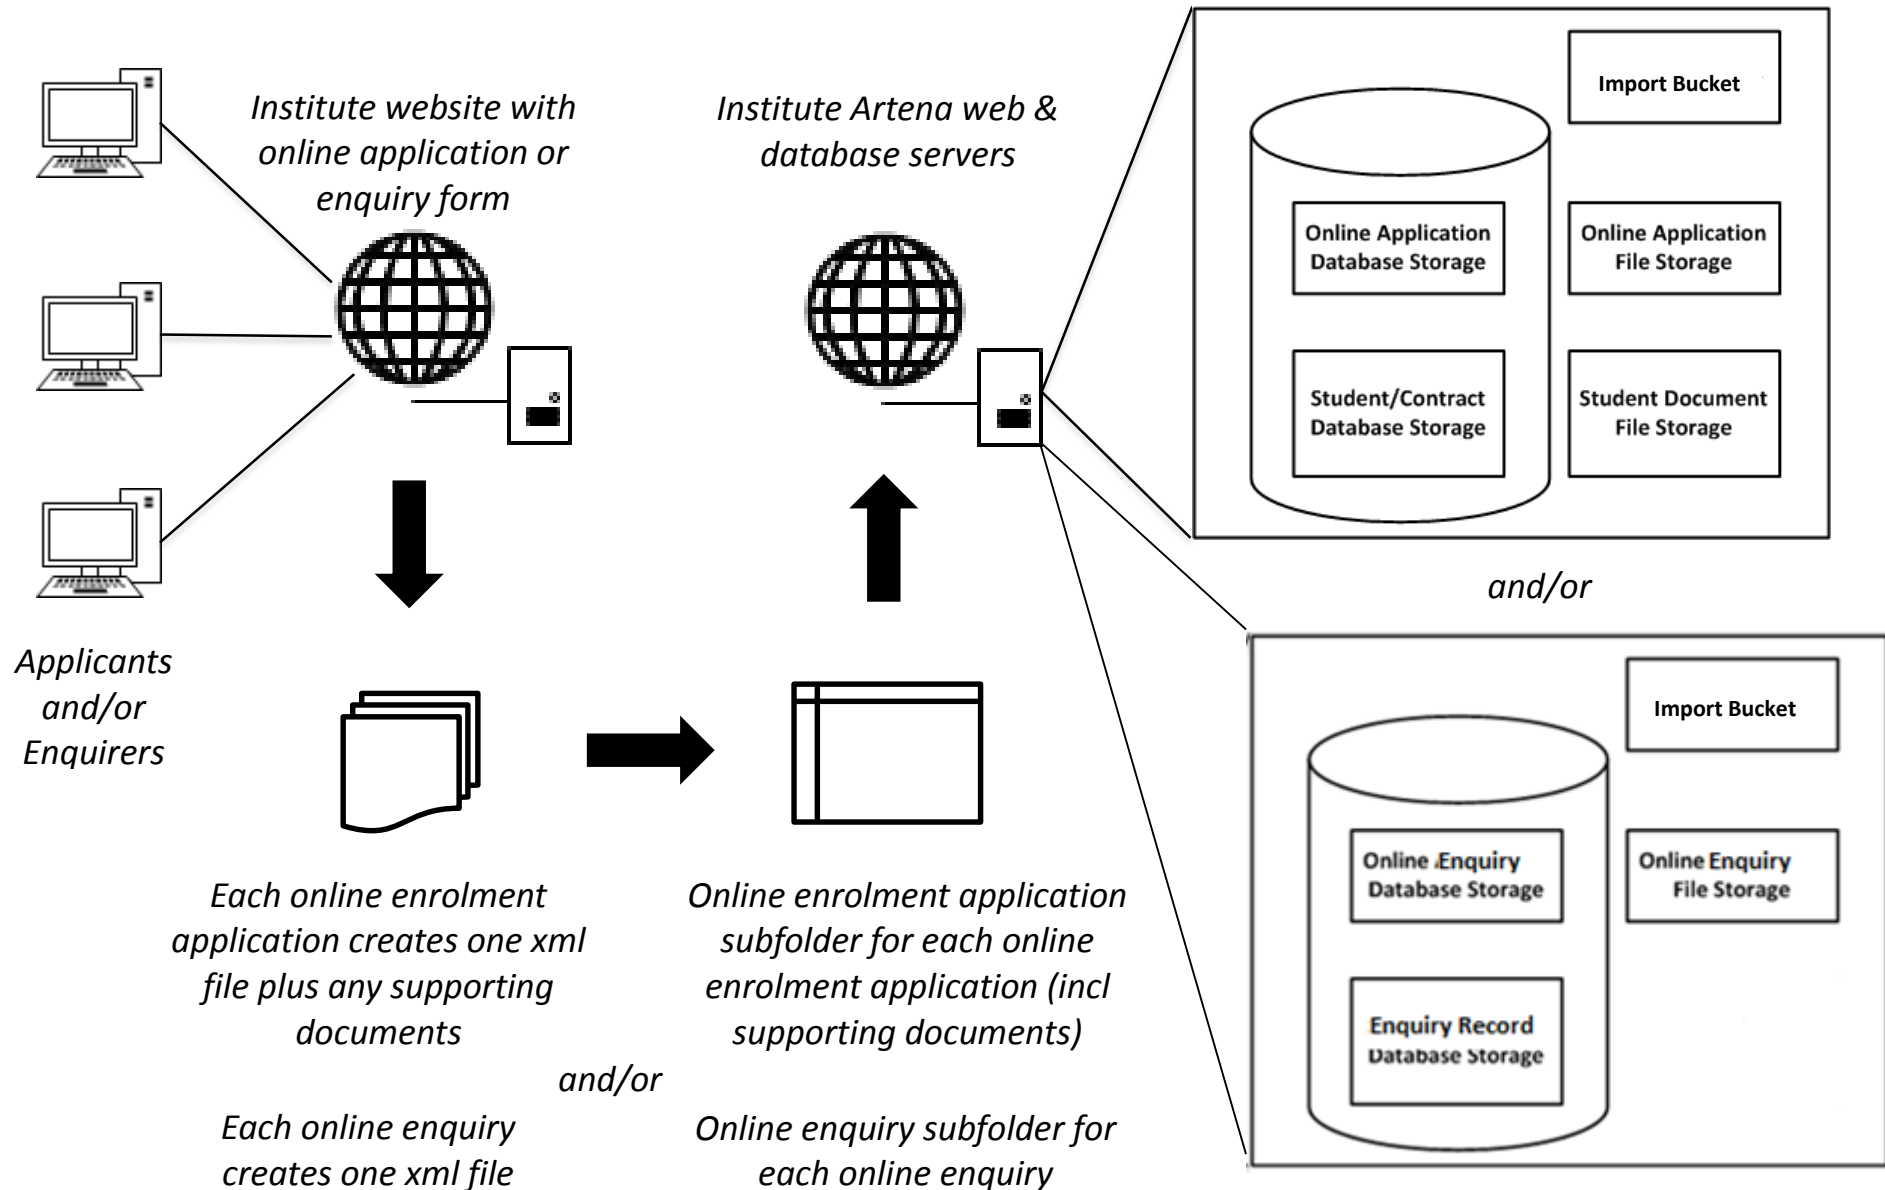 Institute website with
online application or
enquiry form
Institute Artena web &
database servers
Import Bucket
Online Application
Database Storage
Online Application
File Storage
Student/Contract
Database Storage
Student Document
File Storage
and/or
Applicants
and/or
Enquirers
Import Bucket
Online Enquiry
Database Storage
Online Enquiry
File Storage
Enquiry Record
Database Storage
Each online enrolment
application creates one xml
file plus any supporting
documents
Online enrolment application
subfolder for each online
enrolment application (incl
supporting documents)
and/or
Each online enquiry
creates one xml file
Online enquiry subfolder for
each online enquiry